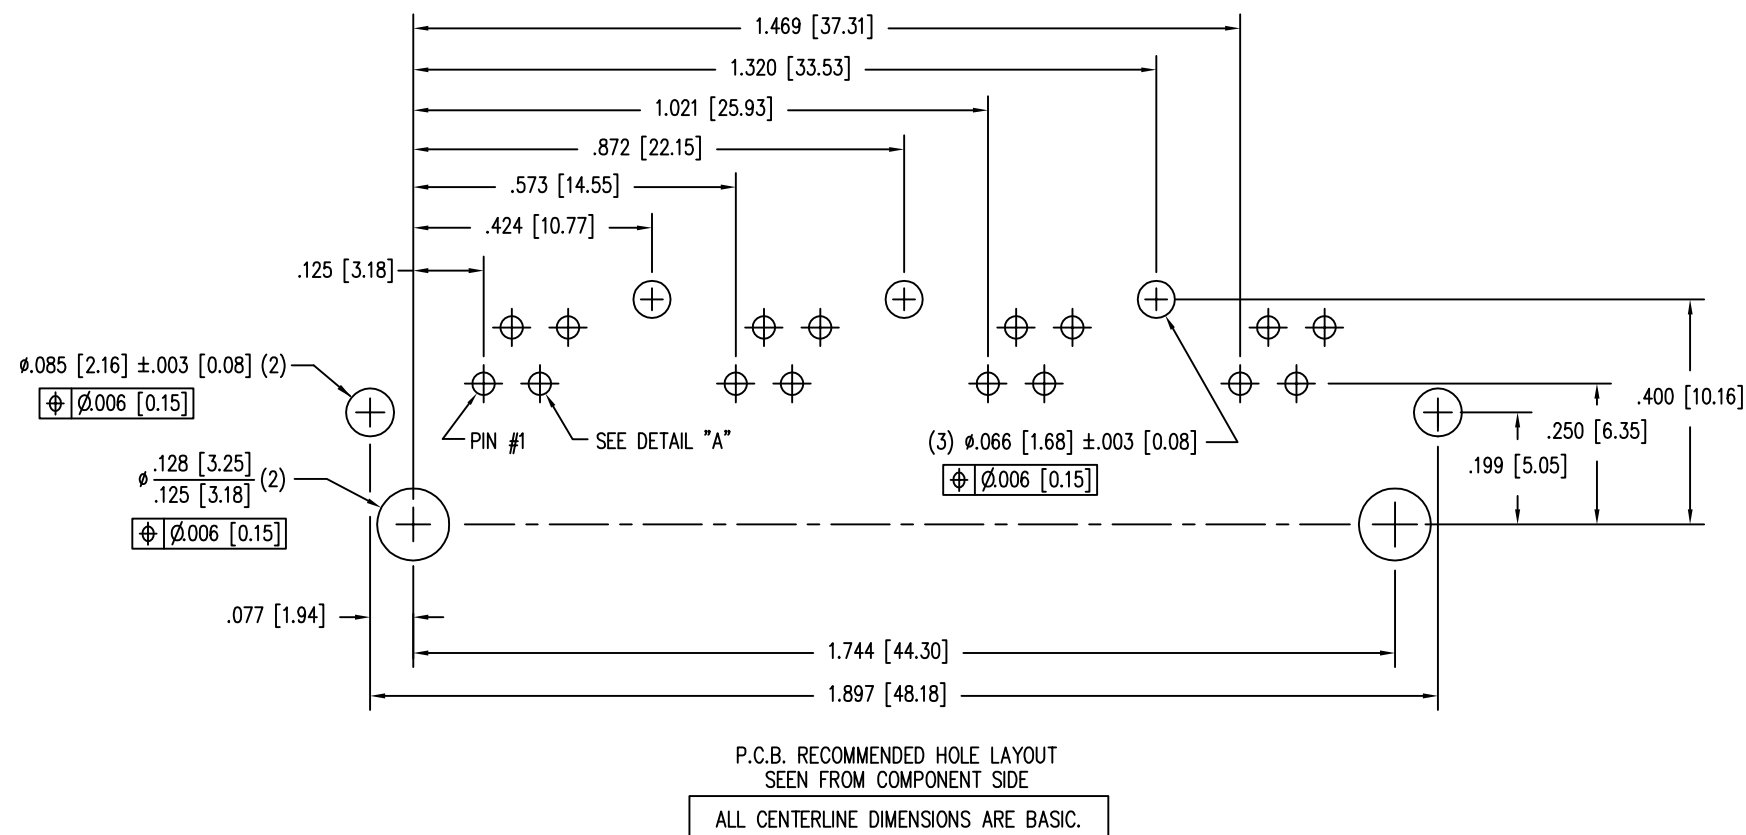 1.469 [37.31]
1.320 [33.53]
1.021 [25.93]
.872 [22.15]
.573 [14.55]
.424 [10.77]
.125 [3.18]
ø.085 [2.16] ±.003 [0.08] (2)
⌖ Ø.006 [0.15]
PIN #1
SEE DETAIL "A"
(3) ø.066 [1.68] ±.003 [0.08]
⌖ Ø.006 [0.15]
.400 [10.16]
.250 [6.35]
.199 [5.05]
ø .128 [3.25] (2)
.125 [3.18]
⌖ Ø.006 [0.15]
.077 [1.94]
1.744 [44.30]
1.897 [48.18]
P.C.B. RECOMMENDED HOLE LAYOUT
SEEN FROM COMPONENT SIDE
ALL CENTERLINE DIMENSIONS ARE BASIC.